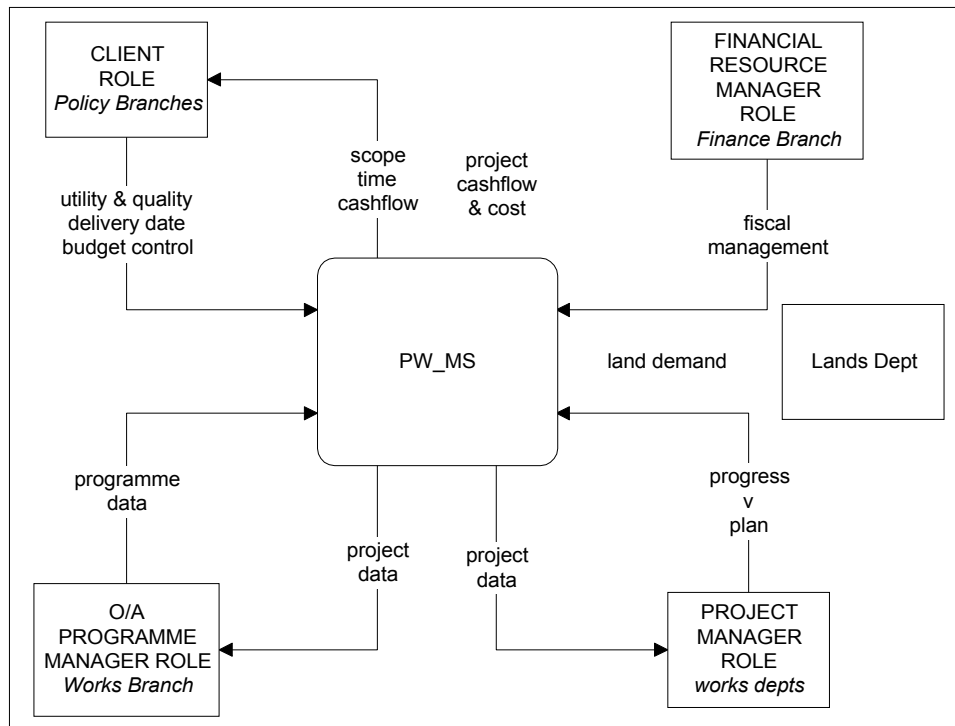 CLIENT
ROLE
Policy Branches
FINANCIAL
RESOURCE
MANAGER
ROLE
Finance Branch
utility & quality
delivery date
budget control
scope
time
cashflow
project
cashflow
& cost
fiscal
management
PW_MS
land demand
Lands Dept
programme
data
project
data
project
data
progress
v
plan
O/A
PROGRAMME
MANAGER ROLE
Works Branch
PROJECT
MANAGER
ROLE
works depts